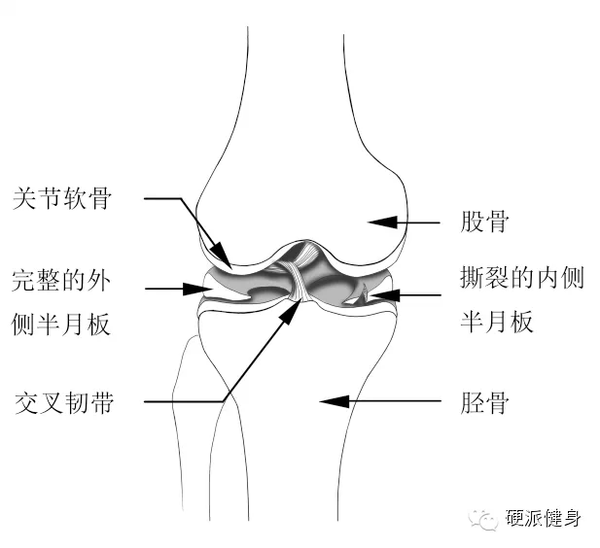 关节软骨
股骨
完整的外
侧半月板
撕裂的内侧
半月板
交叉韧带
胫骨
硬派健身